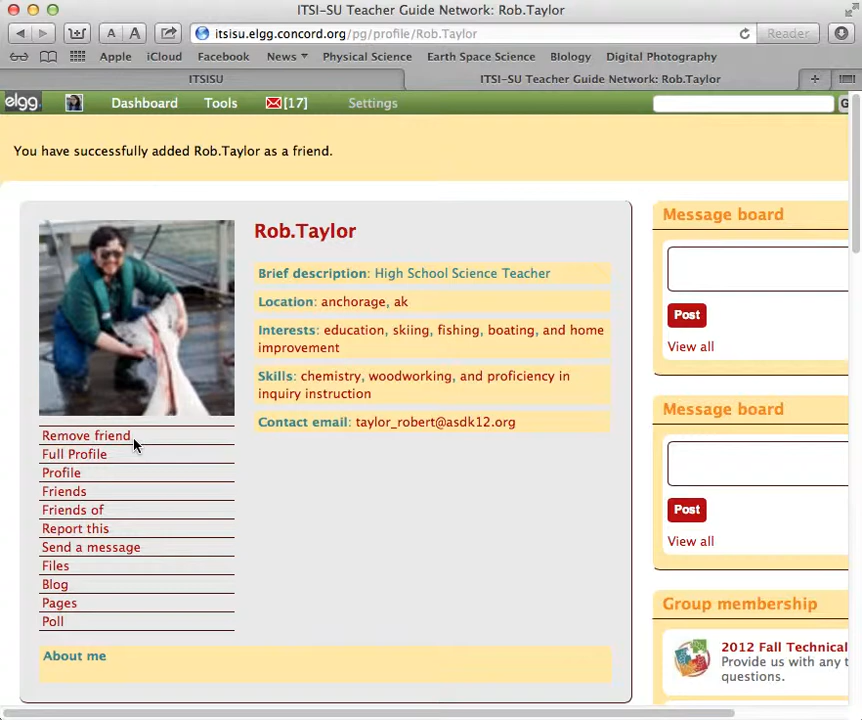 ITSI-SU Teacher Guide Network: Rob.Taylor
A A itsisu.elgg.concord.org/pg/profile/Rob.Taylor Reader
Apple iCloud Facebook News Physical Science Earth Space Science Biology Digital Photography
ITSISU ITSI-SU Teacher Guide Network: Rob.Taylor
elgg Dashboard Tools [17] Settings G
You have successfully added Rob.Taylor as a friend.
Rob.Taylor
Brief description: High School Science Teacher
Location: anchorage, ak
Interests: education, skiing, fishing, boating, and home
improvement
Skills: chemistry, woodworking, and proficiency in
inquiry instruction
Contact email: taylor_robert@asdk12.org
Remove friend
Full Profile
Profile
Friends
Friends of
Report this
Send a message
Files
Blog
Pages
Poll
About me
Message board
Post
View all
Message board
Post
View all
Group membership
2012 Fall Technical
Provide us with any t
questions.